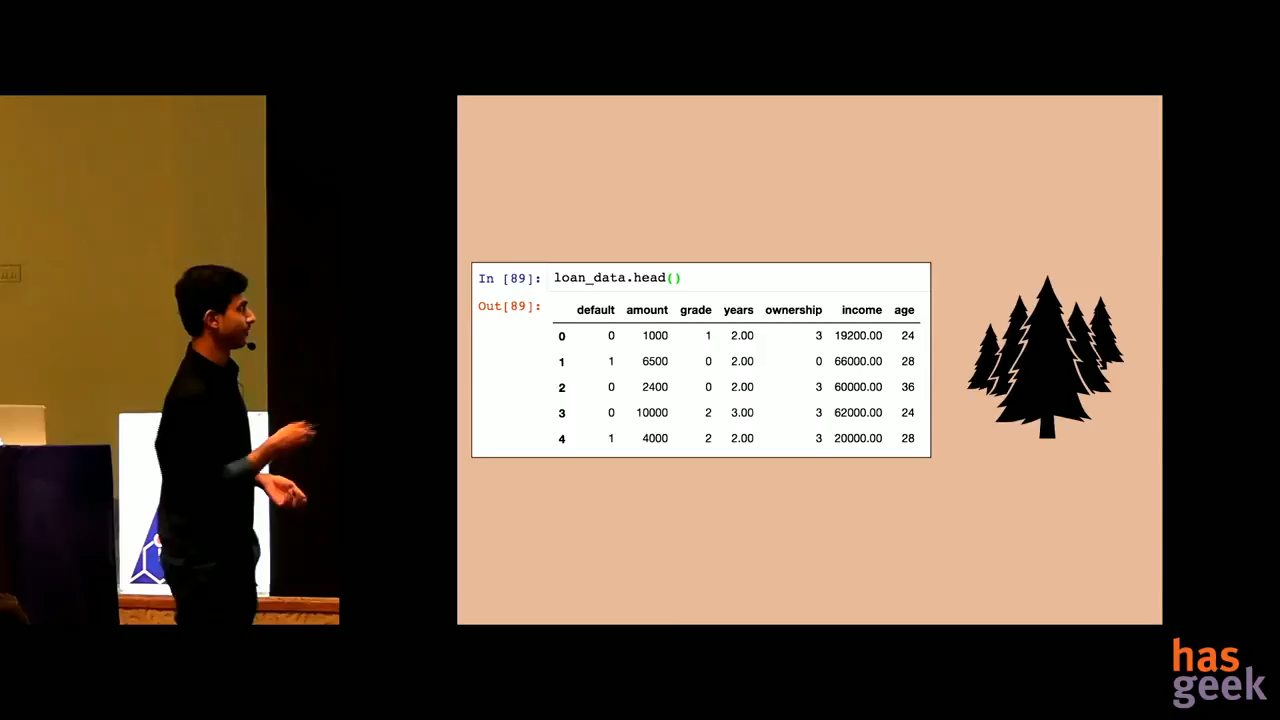 In [89]: loan_data.head()
Out[89]:
default amount grade years ownership income age
0 0 1000 1 2.00 3 19200.00 24
1 1 6500 0 2.00 0 66000.00 28
2 0 2400 0 2.00 3 60000.00 36
3 0 10000 2 3.00 3 62000.00 24
4 1 4000 2 2.00 3 20000.00 28
has
geek